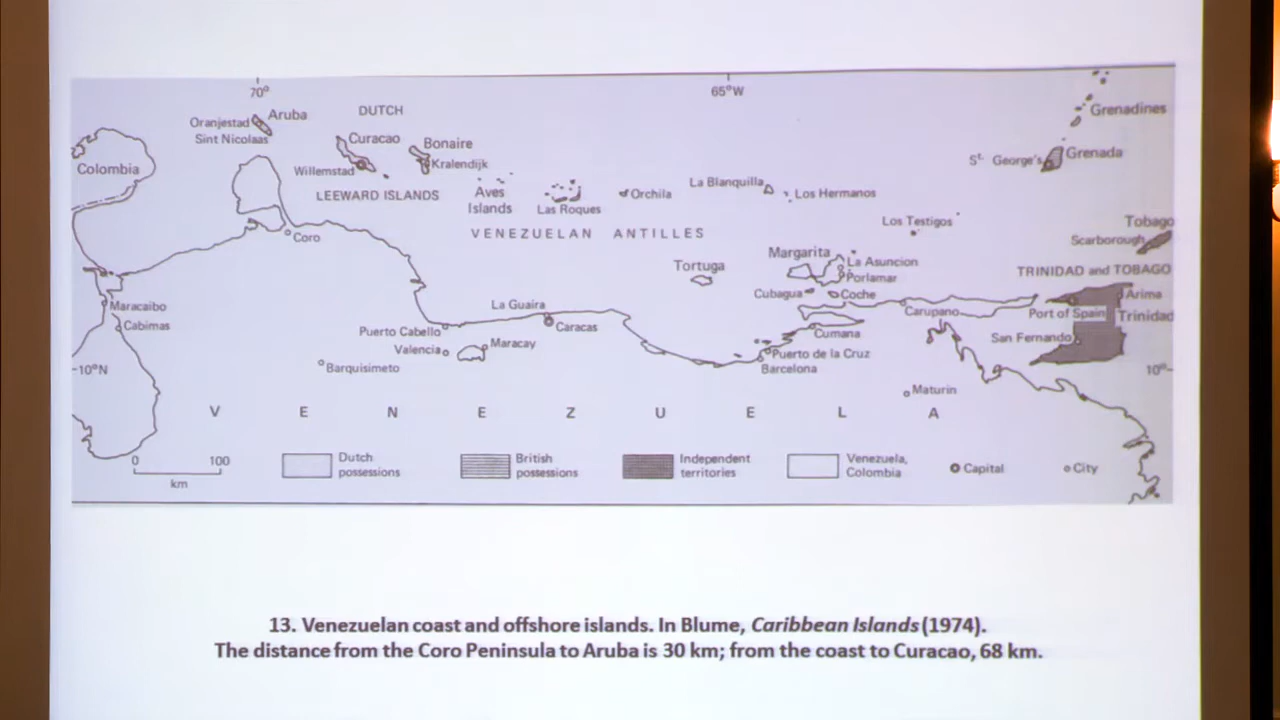 70°
65°W
Oranjestad
Aruba
Sint Nicolaas
DUTCH
Curacao
Bonaire
Kralendijk
Willemstad
LEEWARD ISLANDS
Colombia
Aves
Islands
Las Roques
Orchila
La Blanquilla
Los Hermanos
St. George's
Grenada
Grenadines
Los Testigos
Tobago
Scarborough
VENEZUELAN ANTILLES
Coro
Tortuga
Margarita
La Asuncion
Porlamar
Cubagua
Coche
TRINIDAD and TOBAGO
Arima
Port of Spain
Trinidad
San Fernando
Maracaibo
Cabimas
La Guaira
Caracas
Puerto Cabello
Valencia
Maracay
Barquisimeto
Carupano
Cumana
Puerto de la Cruz
Barcelona
10°N
10°
Maturin
V E N E Z U E L A
0 100
km
Dutch
possessions
British
possessions
Independent
territories
Venezuela,
Colombia
Capital
City
13. Venezuelan coast and offshore islands. In Blume, Caribbean Islands (1974).
The distance from the Coro Peninsula to Aruba is 30 km; from the coast to Curacao, 68 km.